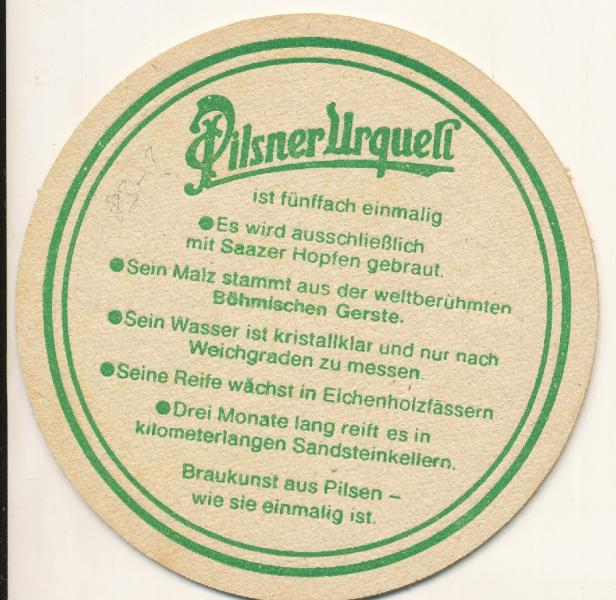 Pilsner Urquell
ist fünffach einmalig
●Es wird ausschließlich
mit Saazer Hopfen gebraut.
●Sein Malz stammt aus der weltberühmten
Böhmischen Gerste.
●Sein Wasser ist kristallklar und nur nach
Weichgraden zu messen.
●Seine Reife wächst in Eichenholzfässern
●Drei Monate lang reift es in
kilometerlangen Sandsteinkellern.
Braukunst aus Pilsen –
wie sie einmalig ist.